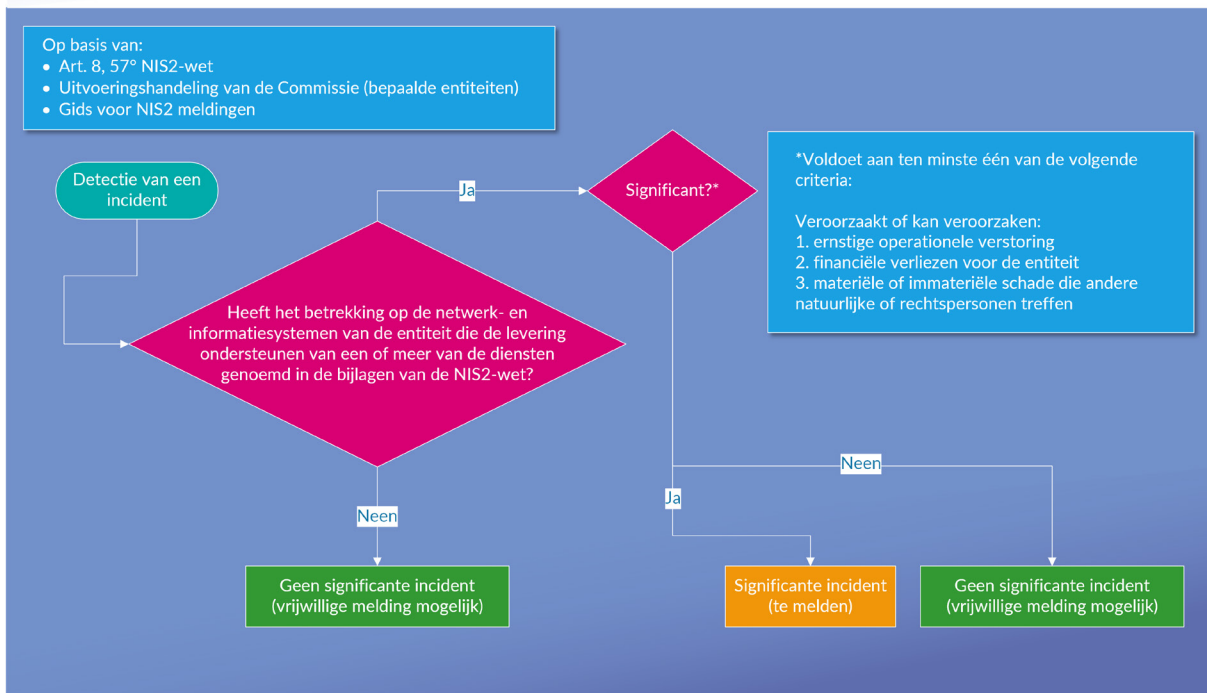 Op basis van:
• Art. 8, 57° NIS2-wet
• Uitvoeringshandeling van de Commissie (bepaalde entiteiten)
• Gids voor NIS2 meldingen
Detectie van een
incident
Ja
Significant?*
*Voldoet aan ten minste één van de volgende
criteria:
Veroorzaakt of kan veroorzaken:
1. ernstige operationele verstoring
2. financiële verliezen voor de entiteit
3. materiële of immateriële schade die andere
natuurlijke of rechtspersonen treffen
Heeft het betrekking op de netwerk- en
informatiesystemen van de entiteit die de levering
ondersteunen van een of meer van de diensten
genoemd in de bijlagen van de NIS2-wet?
Neen
Ja
Neen
Geen significante incident
(vrijwillige melding mogelijk)
Significante incident
(te melden)
Geen significante incident
(vrijwillige melding mogelijk)